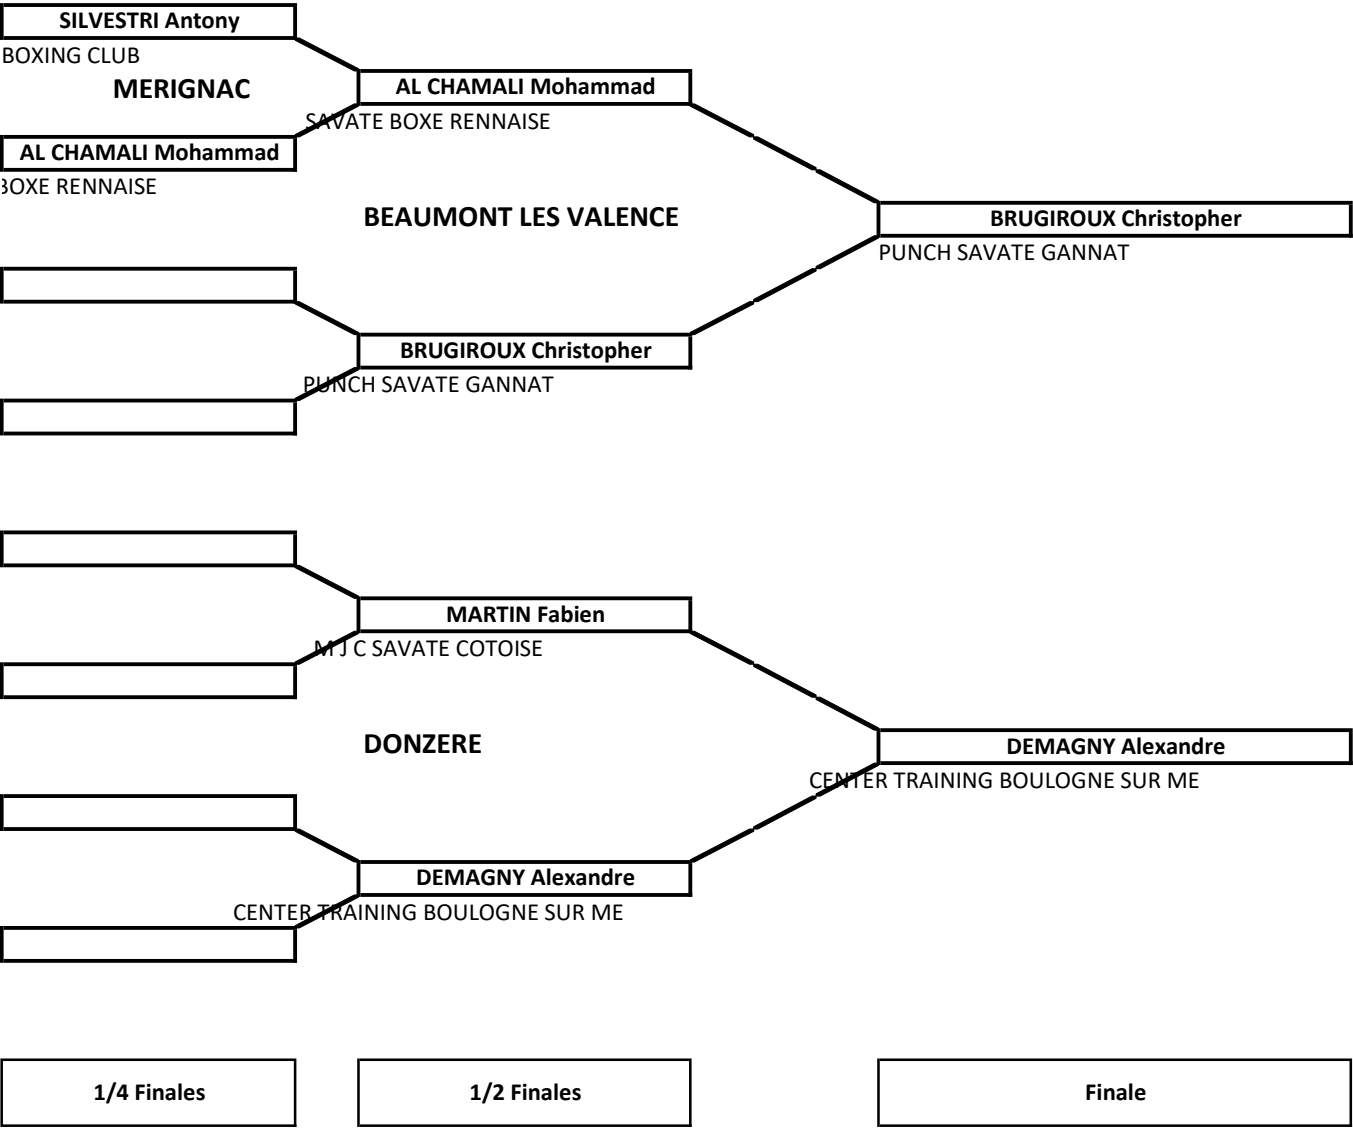 SILVESTRI Antony
BOXING CLUB
MERIGNAC
AL CHAMALI Mohammad
SAVATE BOXE RENNAISE
AL CHAMALI Mohammad
BOXE RENNAISE
BEAUMONT LES VALENCE
BRUGIROUX Christopher
PUNCH SAVATE GANNAT
BRUGIROUX Christopher
PUNCH SAVATE GANNAT
MARTIN Fabien
M J C SAVATE COTOISE
DONZERE
DEMAGNY Alexandre
CENTER TRAINING BOULOGNE SUR ME
DEMAGNY Alexandre
CENTER TRAINING BOULOGNE SUR ME
1/4 Finales
1/2 Finales
Finale